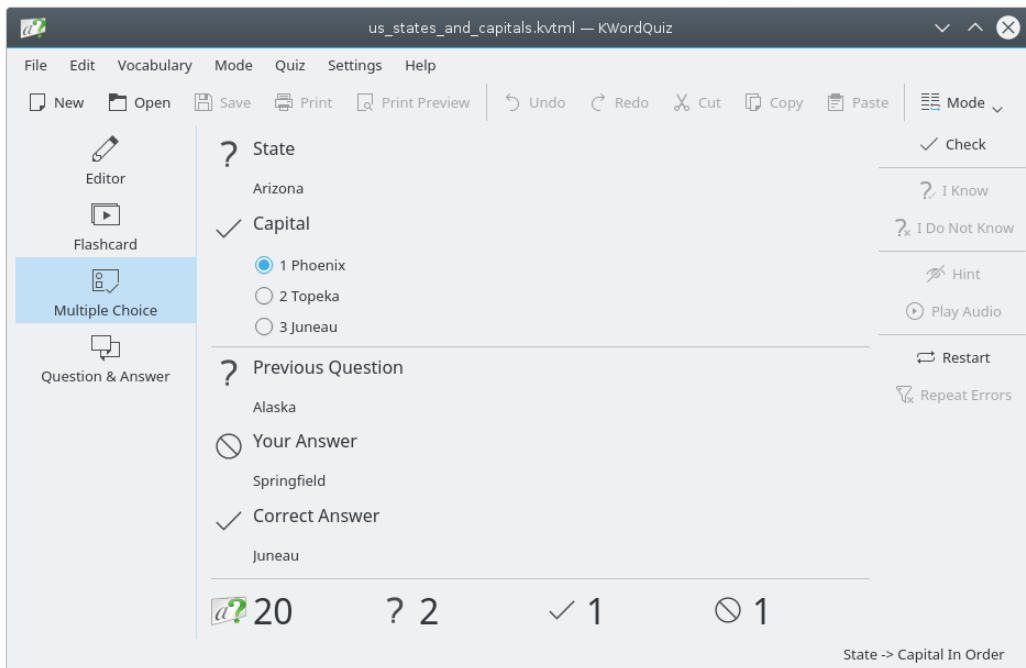 us_states_and_capitals.kvtml — KWordQuiz
File Edit Vocabulary Mode Quiz Settings Help
New Open Save Print Print Preview Undo Redo Cut Copy Paste Mode
Editor
Flashcard
Multiple Choice
Question & Answer
? State
Arizona
Capital
1 Phoenix
2 Topeka
3 Juneau
? Previous Question
Alaska
Your Answer
Springfield
Correct Answer
Juneau
a? 20 ? 2 1 1
Check
I Know
I Do Not Know
Hint
Play Audio
Restart
Repeat Errors
State -> Capital In Order